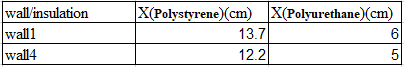 wall/insulation X(Polystyrene)(cm) X(Polyurethane)(cm)
wall1 13.7 6
wall4 12.2 5